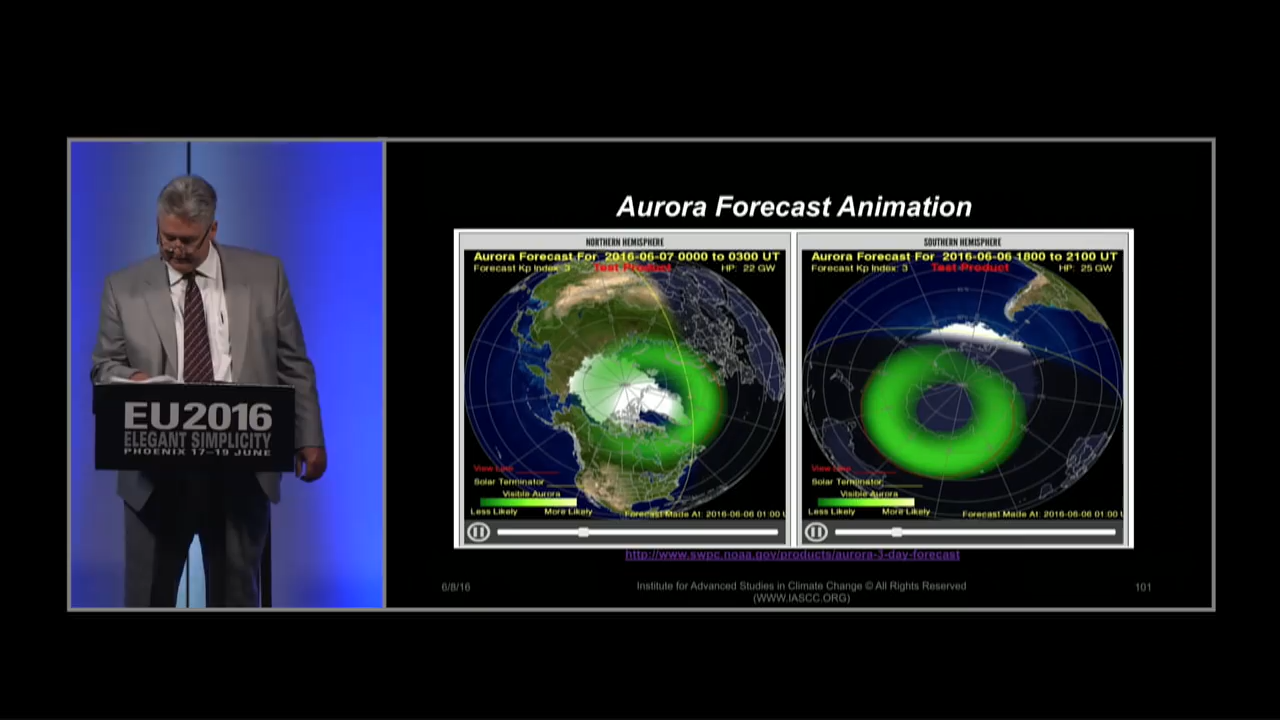 EU2016
ELEGANT SIMPLICITY
PHOENIX 17–19 JUNE
Aurora Forecast Animation
NORTHERN HEMISPHERE
Aurora Forecast For 2016-06-07 0000 to 0300 UT
Forecast Kp Index: 3 Test Product HP: 22 GW
View Line
Solar Terminator
Visible Aurora
Less Likely More Likely
Forecast Made At: 2016-06-06 01:00 U
SOUTHERN HEMISPHERE
Aurora Forecast For 2016-06-06 1800 to 2100 UT
Forecast Kp Index: 3 Test Product HP: 25 GW
View Line
Solar Terminator
Visible Aurora
Less Likely More Likely
Forecast Made At: 2016-06-06 01:00 U
http://www.swpc.noaa.gov/products/aurora-3-day-forecast
6/8/16
Institute for Advanced Studies in Climate Change © All Rights Reserved
(WWW.IASCC.ORG)
101